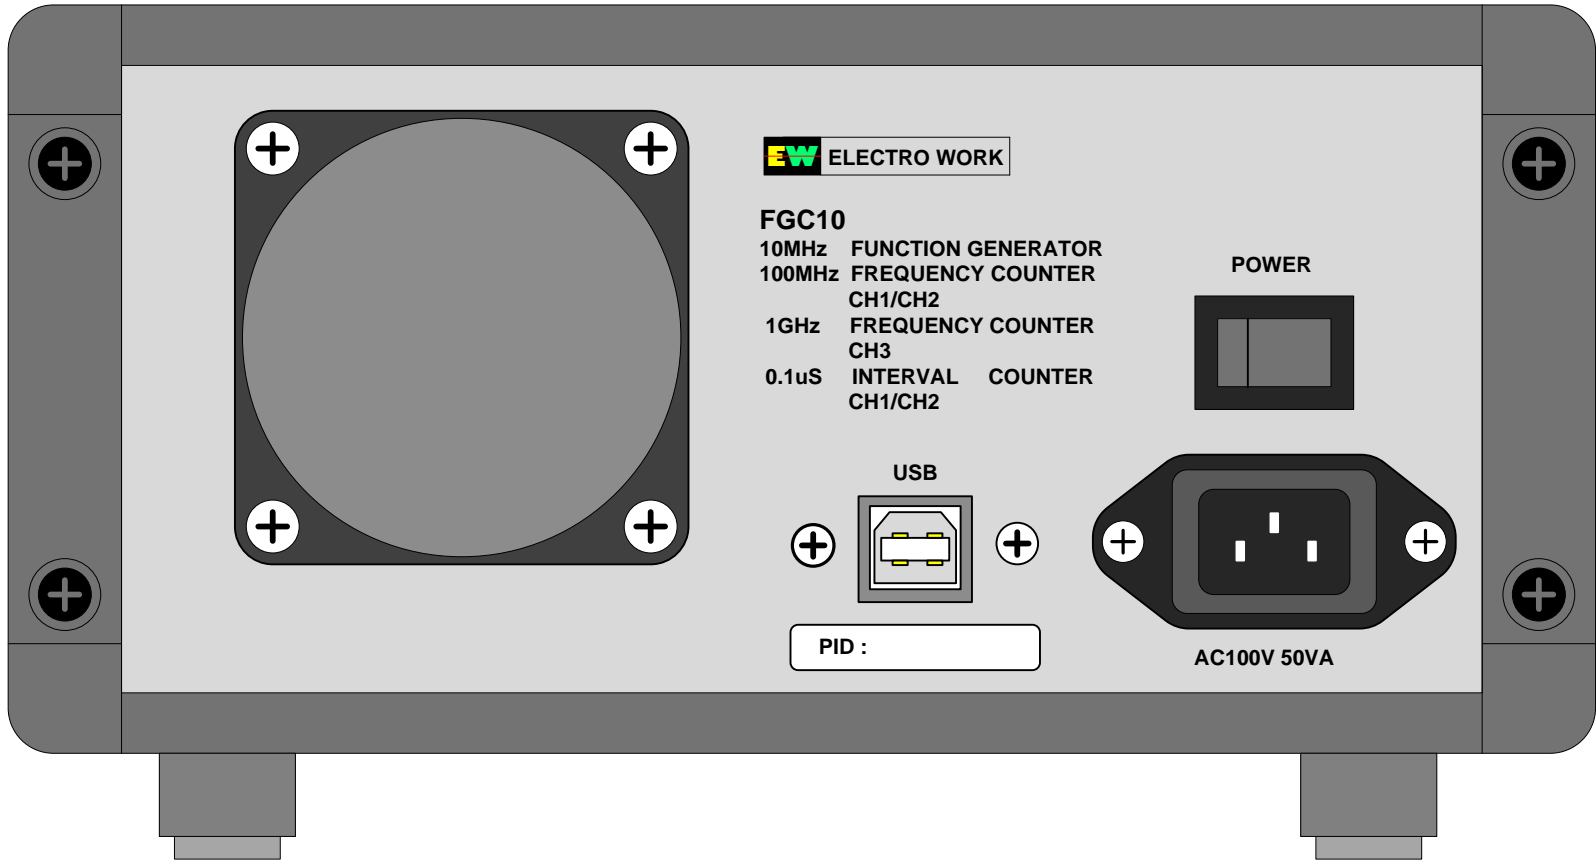 EW ELECTRO WORK
FGC10
10MHz FUNCTION GENERATOR
100MHz FREQUENCY COUNTER
CH1/CH2
1GHz FREQUENCY COUNTER
CH3
0.1uS INTERVAL COUNTER
CH1/CH2
POWER
USB
PID :
AC100V 50VA